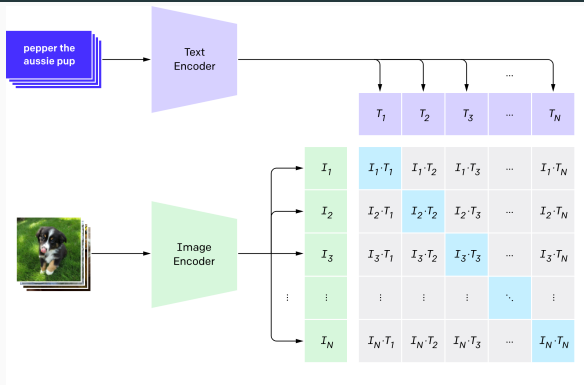 pepper the
aussie pup
Text
Encoder
...
T1 T2 T3 ... TN
I1 I1·T1 I1·T2 I1·T3 ... I1·TN
I2 I2·T1 I2·T2 I2·T3 ... I2·TN
Image
Encoder
I3 I3·T1 I3·T2 I3·T3 ... I3·TN
⋮ ⋮ ⋮ ⋮ ⋮ ⋱ ⋮
IN IN·T1 IN·T2 IN·T3 ... IN·TN